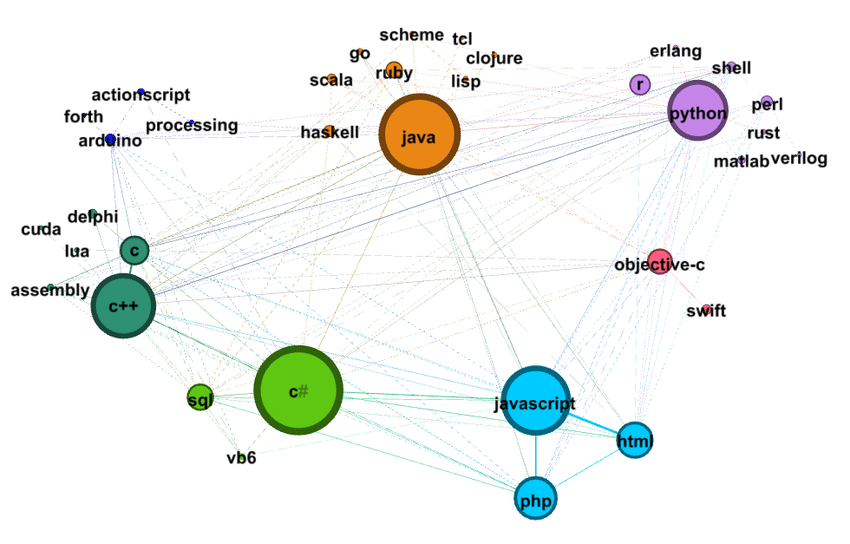 scheme
tcl
go
clojure
erlang
shell
scala
ruby
lisp
r
actionscript
perl
forth
processing
python
haskell
java
rust
arduino
matlab
verilog
delphi
cuda
lua
c
objective-c
assembly
c++
swift
c#
sql
javascript
html
vb6
php